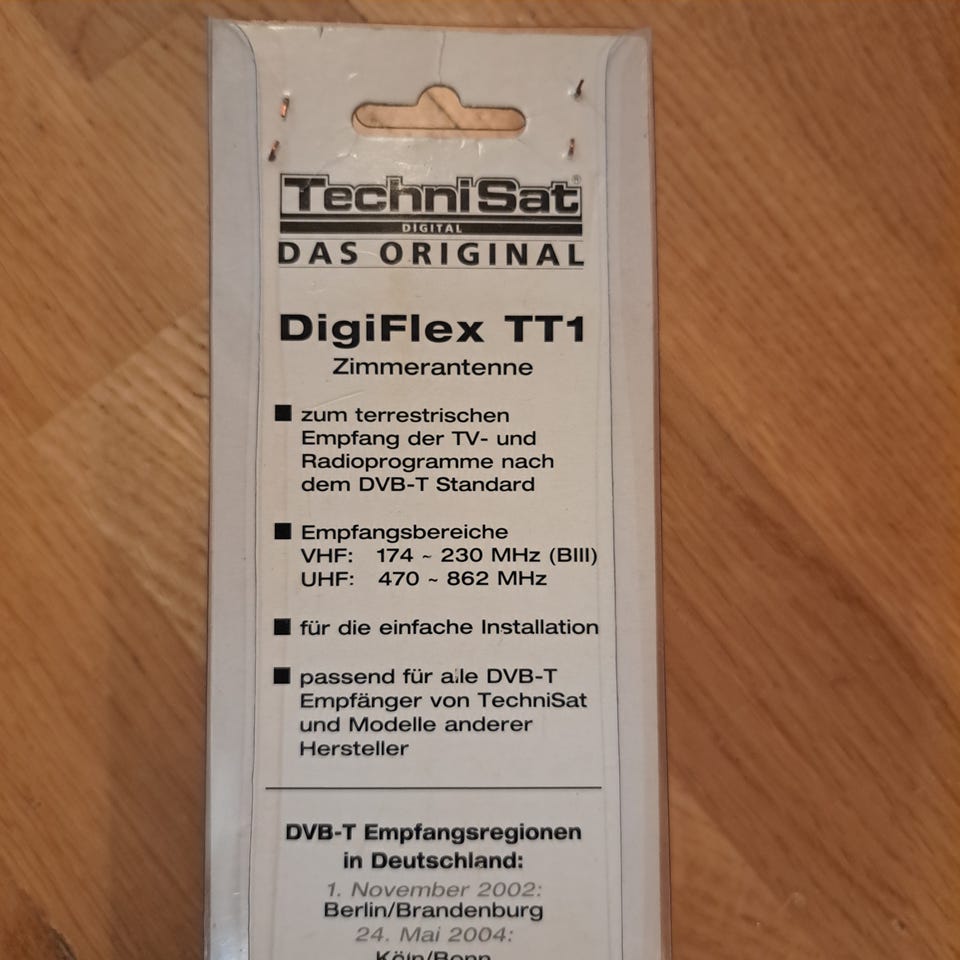 TechniSat®
DIGITAL
DAS ORIGINAL
DigiFlex TT1
Zimmerantenne
■ zum terrestrischen
Empfang der TV- und
Radioprogramme nach
dem DVB-T Standard
■ Empfangsbereiche
VHF: 174 ~ 230 MHz (BIII)
UHF: 470 ~ 862 MHz
■ für die einfache Installation
■ passend für alle DVB-T
Empfänger von TechniSat
und Modelle anderer
Hersteller
DVB-T Empfangsregionen
in Deutschland:
1. November 2002:
Berlin/Brandenburg
24. Mai 2004:
Köln/Bonn